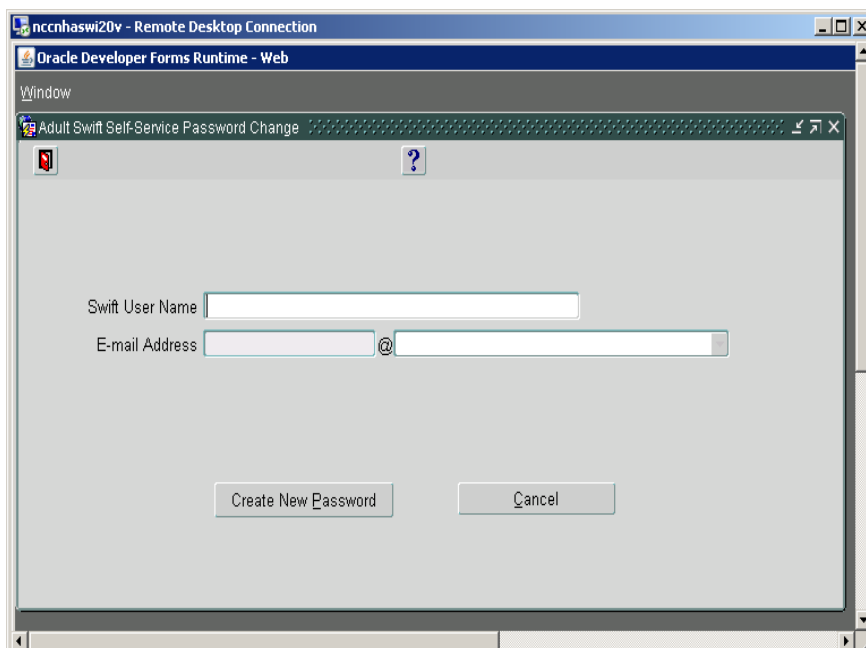 nccnhaswi20v - Remote Desktop Connection
Oracle Developer Forms Runtime - Web
Window
Adult Swift Self-Service Password Change
?
Swift User Name
E-mail Address @
Create New Password Cancel